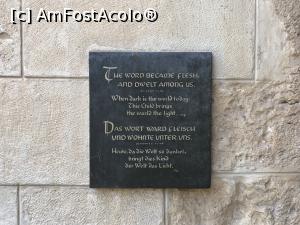 [c] AmFostAcolo®
THE WORD BECAME FLESH,
AND DWELT AMONG US.
When dark is the world today:
This Child brings
the world the light...
DAS WORT WARD FLEISCH
UND WOHNTE UNTER UNS.
Heute, da die Welt so dunkel,
bringt dies Kind
der Welt das Licht.